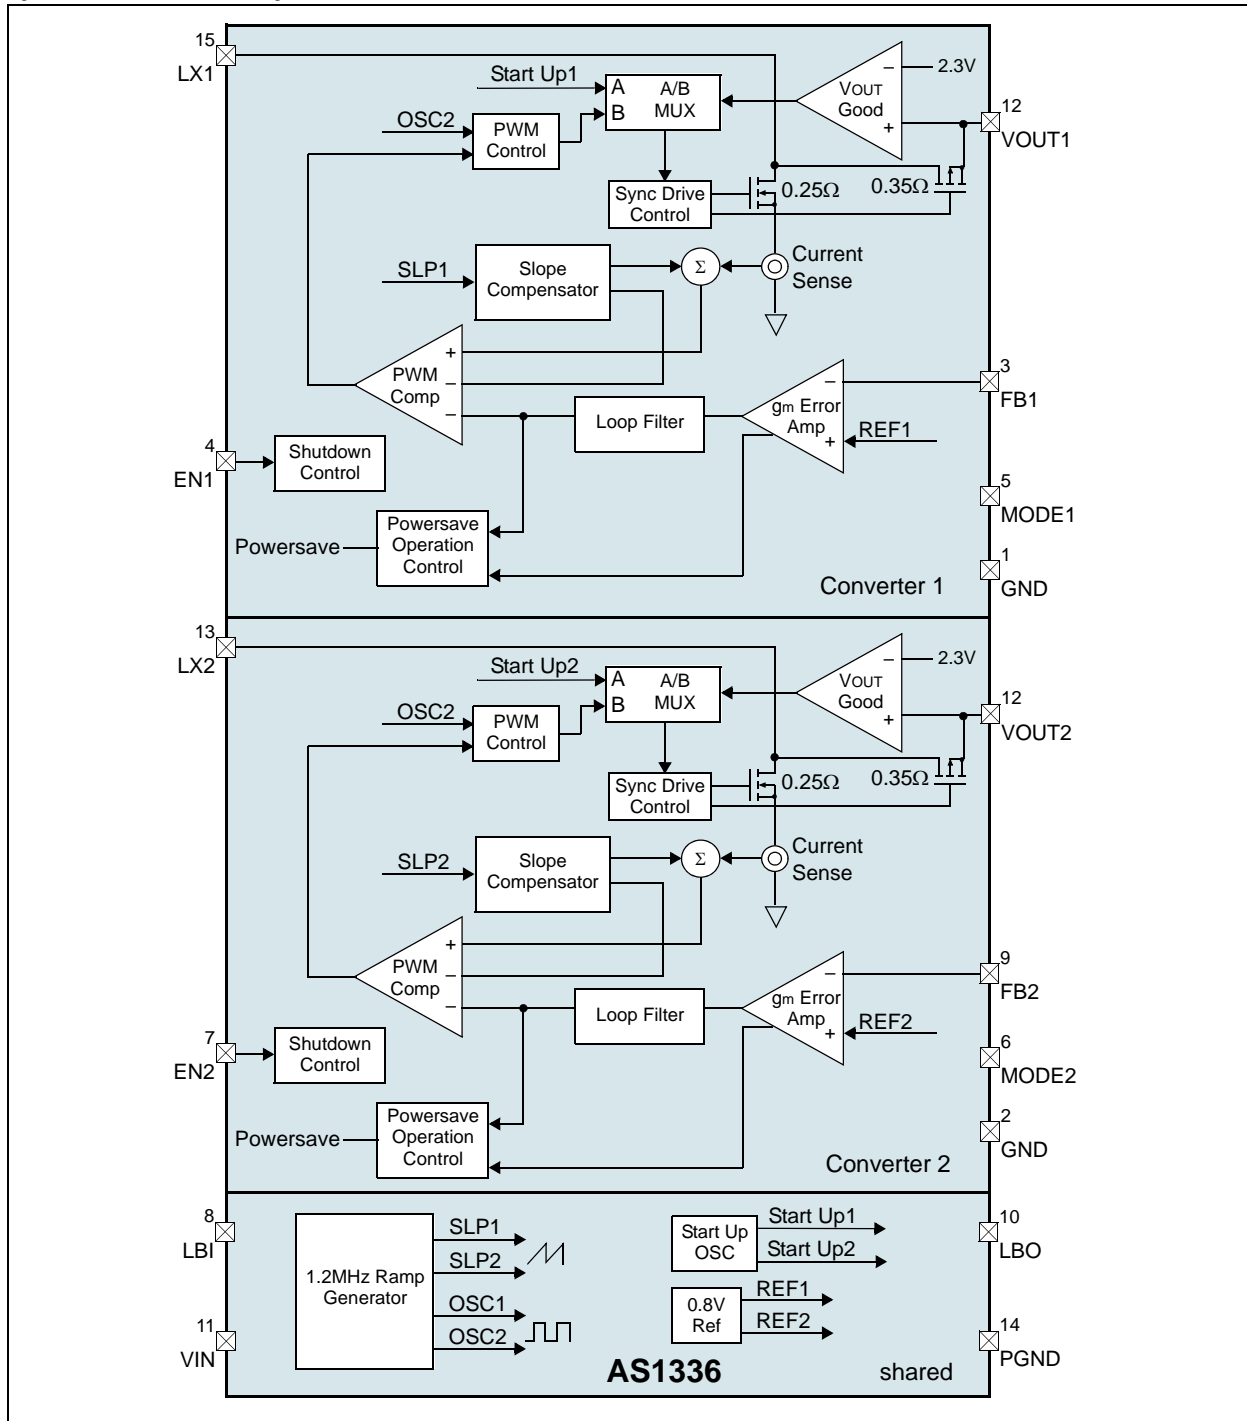 15
LX1
Start Up1
A
B
A/B
MUX
VOUT
Good
−
+
2.3V
12
VOUT1
OSC2
PWM
Control
Sync Drive
Control
0.25Ω
0.35Ω
SLP1
Slope
Compensator
Σ
Current
Sense
PWM
Comp
+
−
−
Loop Filter
gm Error
Amp
−
+
REF1
3
FB1
4
EN1
Shutdown
Control
5
MODE1
Powersave
Powersave
Operation
Control
1
GND
Converter 1
13
LX2
Start Up2
A
B
A/B
MUX
VOUT
Good
−
+
2.3V
12
VOUT2
OSC2
PWM
Control
Sync Drive
Control
0.25Ω
0.35Ω
SLP2
Slope
Compensator
Σ
Current
Sense
PWM
Comp
+
−
−
Loop Filter
gm Error
Amp
−
+
REF2
9
FB2
7
EN2
Shutdown
Control
6
MODE2
Powersave
Powersave
Operation
Control
2
GND
Converter 2
8
LBI
1.2MHz Ramp
Generator
SLP1
SLP2
OSC1
OSC2
Start Up
OSC
Start Up1
Start Up2
0.8V
Ref
REF1
REF2
10
LBO
11
VIN
14
PGND
AS1336
shared